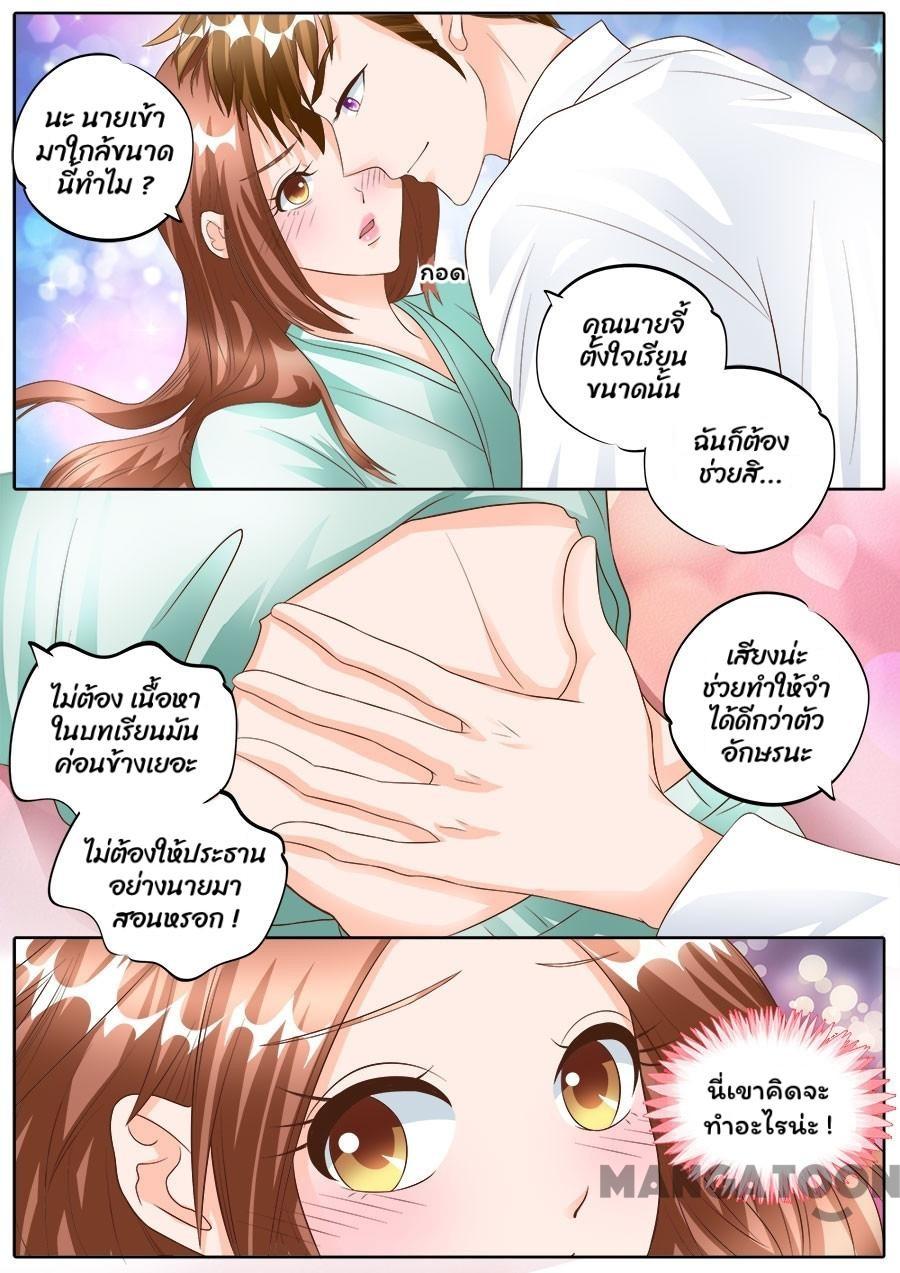 นะ นายเข้า
มาใกล้ขนาด
นี้ทำไม ?
กอด
คุณนายจี้
ตั้งใจเรียน
ขนาดนั้น
ฉันก็ต้อง
ช่วยสิ...
เสียงน่ะ
ช่วยทำให้จำ
ได้ดีกว่าตัว
อักษรนะ
ไม่ต้อง เนื้อหา
ในบทเรียนมัน
ค่อนข้างเยอะ
ไม่ต้องให้ประธาน
อย่างนายมา
สอนหรอก !
นี่เขาคิดจะ
ทำอะไรน่ะ !
MANGATOON